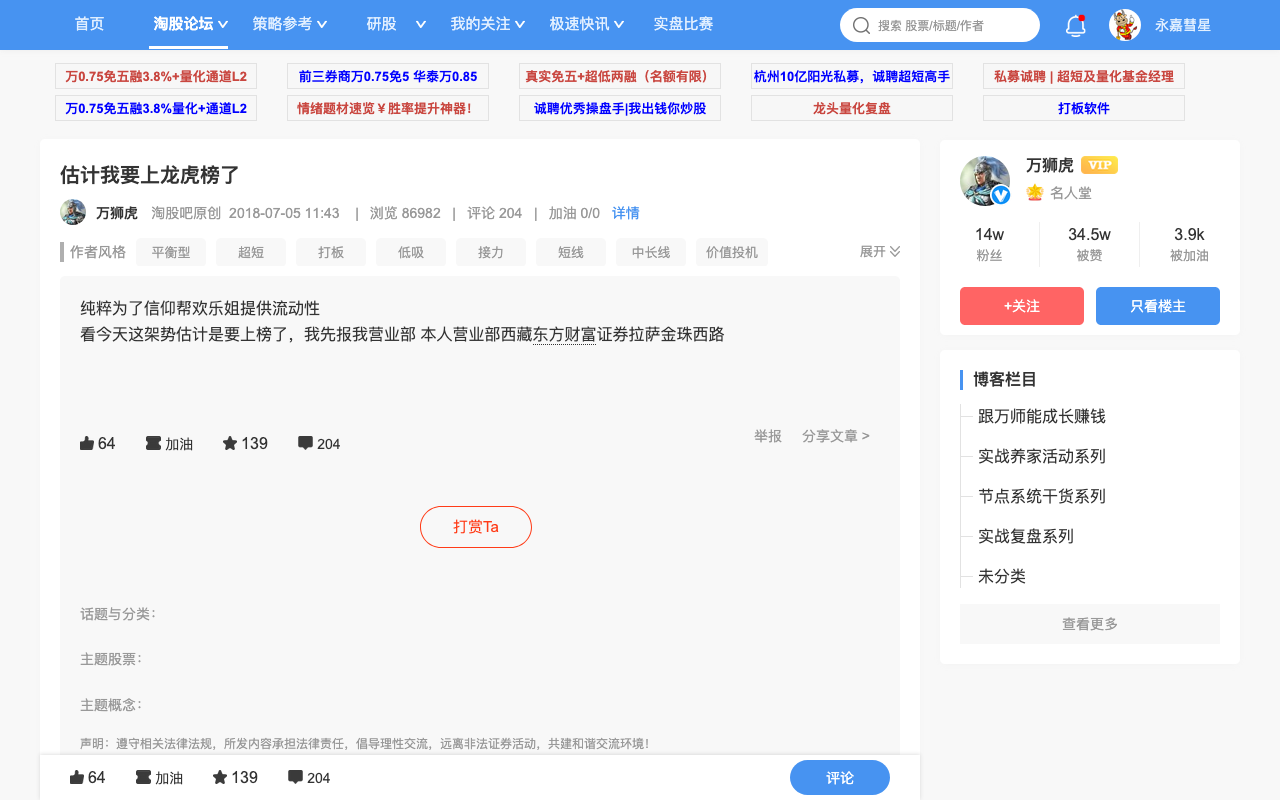 首页 淘股论坛 策略参考 研股 我的关注 极速快讯 实盘比赛 搜索 股票/标题/作者 永嘉彗星
万0.75免五融3.8%+量化通道L2 前三券商万0.75免5 华泰万0.85 真实免五+超低两融（名额有限） 杭州10亿阳光私募，诚聘超短高手 私募诚聘 | 超短及量化基金经理
万0.75免五融3.8%量化+通道L2 情绪题材速览￥胜率提升神器！ 诚聘优秀操盘手|我出钱你炒股 龙头量化复盘 打板软件
估计我要上龙虎榜了
万狮虎 淘股吧原创 2018-07-05 11:43 | 浏览 86982 | 评论 204 | 加油 0/0 详情
作者风格 平衡型 超短 打板 低吸 接力 短线 中长线 价值投机 展开
纯粹为了信仰帮欢乐姐提供流动性
看今天这架势估计是要上榜了，我先报我营业部 本人营业部西藏东方财富证券拉萨金珠西路
64 加油 139 204 举报 分享文章 >
打赏Ta
话题与分类：
主题股票：
主题概念：
声明：遵守相关法律法规，所发内容承担法律责任，倡导理性交流，远离非法证券活动，共建和谐交流环境！
64 加油 139 204 评论
万狮虎 VIP
名人堂
14w 34.5w 3.9k
粉丝 被赞 被加油
+关注 只看楼主
博客栏目
跟万师能成长赚钱
实战养家活动系列
节点系统干货系列
实战复盘系列
未分类
查看更多